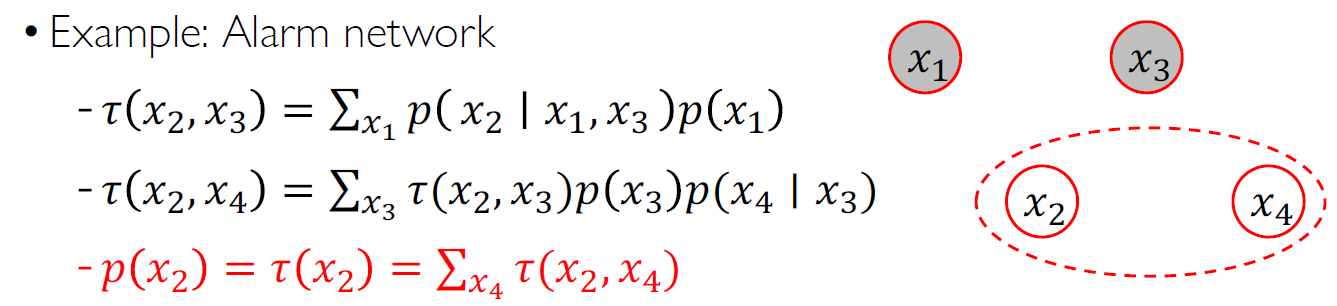 • Example: Alarm network
x₁ x₃
- τ(x₂, x₃) = ∑ₓ₁ p( x₂ | x₁, x₃ )p(x₁)
- τ(x₂, x₄) = ∑ₓ₃ τ(x₂, x₃)p(x₃)p(x₄ | x₃)
x₂ x₄
- p(x₂) = τ(x₂) = ∑ₓ₄ τ(x₂, x₄)